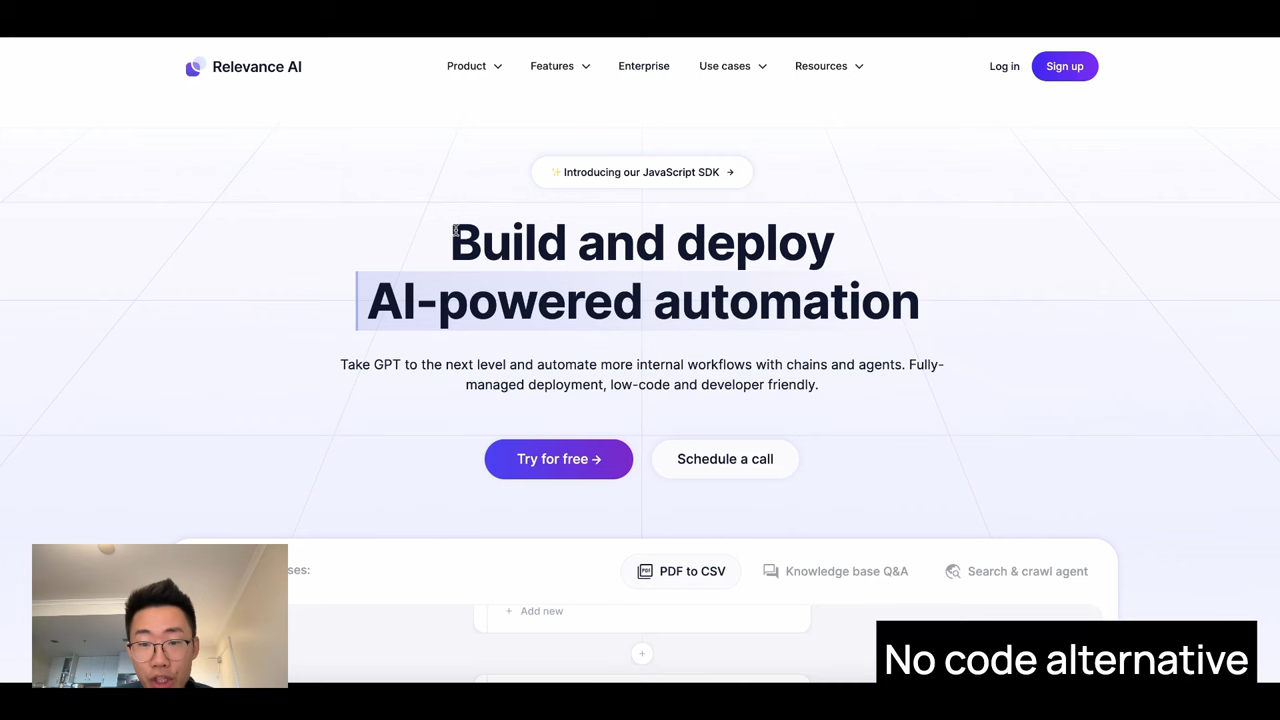 Relevance AI
Product
Features
Enterprise
Use cases
Resources
Log in
Sign up
✨ Introducing our JavaScript SDK →
Build and deploy
AI-powered automation
Take GPT to the next level and automate more internal workflows with chains and agents. Fully-
managed deployment, low-code and developer friendly.
Try for free →
Schedule a call
ses:
PDF to CSV
Knowledge base Q&A
Search & crawl agent
+ Add new
+
No code alternative